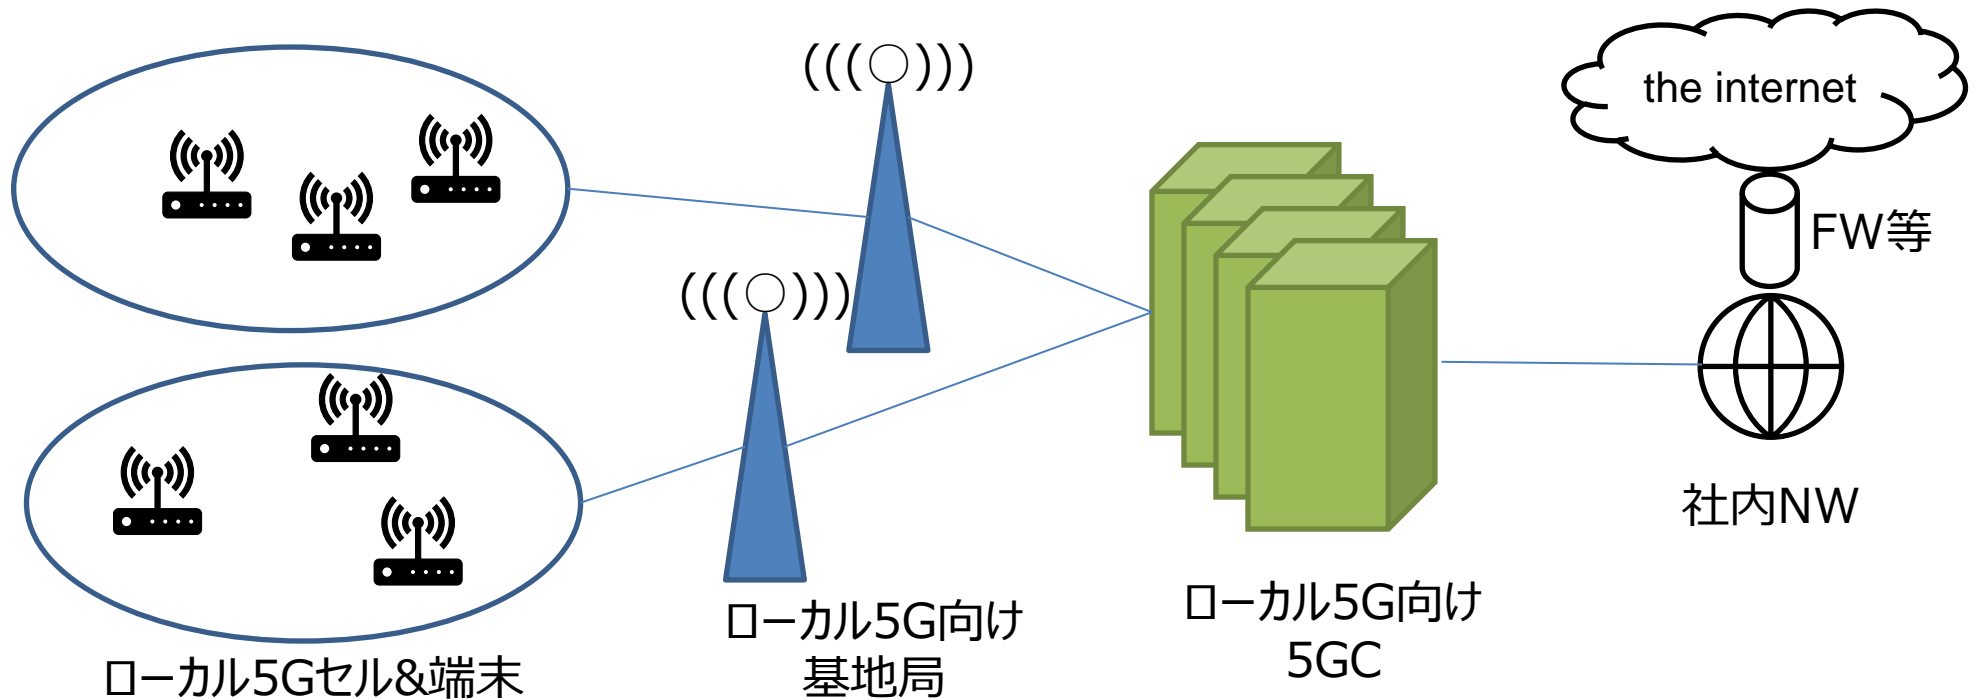 (((○)))
the internet
FW等
(((○)))
社内NW
ローカル5G向け
5GC
ローカル5G向け
基地局
ローカル5Gセル&端末